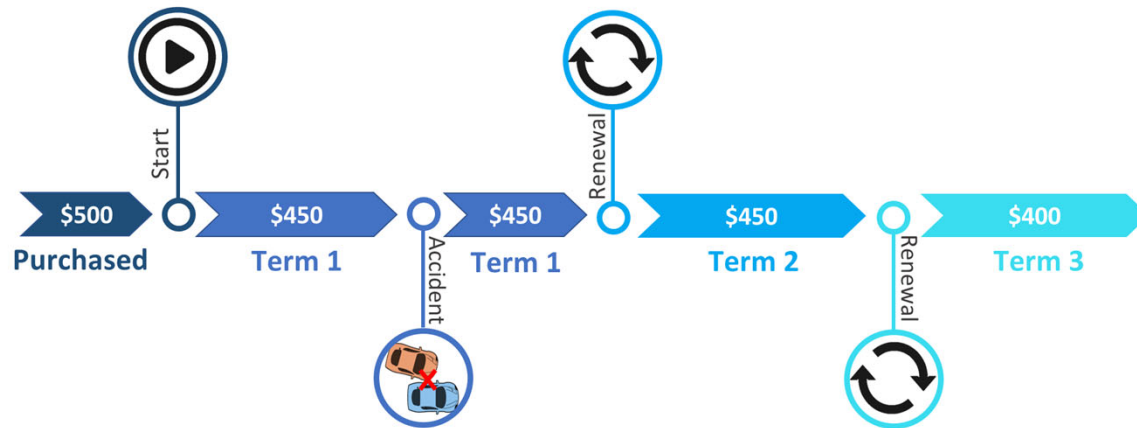 Start
Renewal
$500
$450
$450
$450
$400
Purchased
Term 1
Accident
Term 1
Term 2
Renewal
Term 3